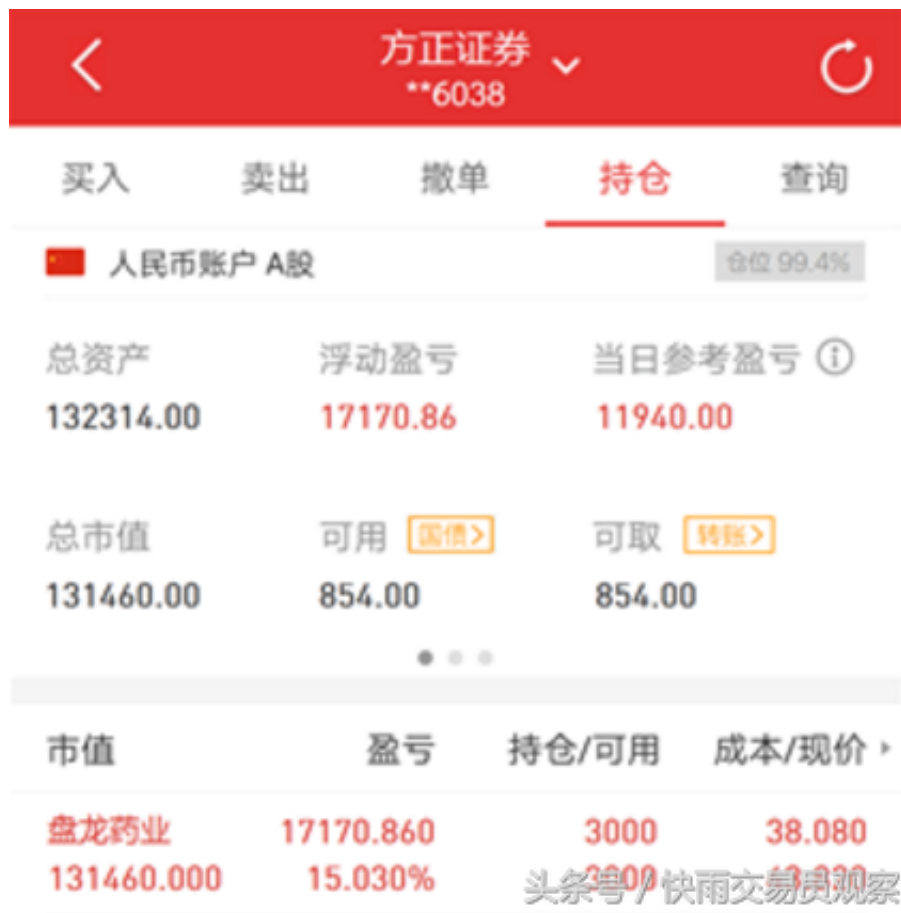 方正证券
**6038
买入 卖出 撤单 持仓 查询
人民币账户 A股 仓位 99.4%
总资产 浮动盈亏 当日参考盈亏
132314.00 17170.86 11940.00
总市值 可用 国债> 可取 转账>
131460.00 854.00 854.00
市值 盈亏 持仓/可用 成本/现价
盘龙药业 17170.860 3000 38.080
131460.000 15.030%
头条号 / 快雨交易员观察